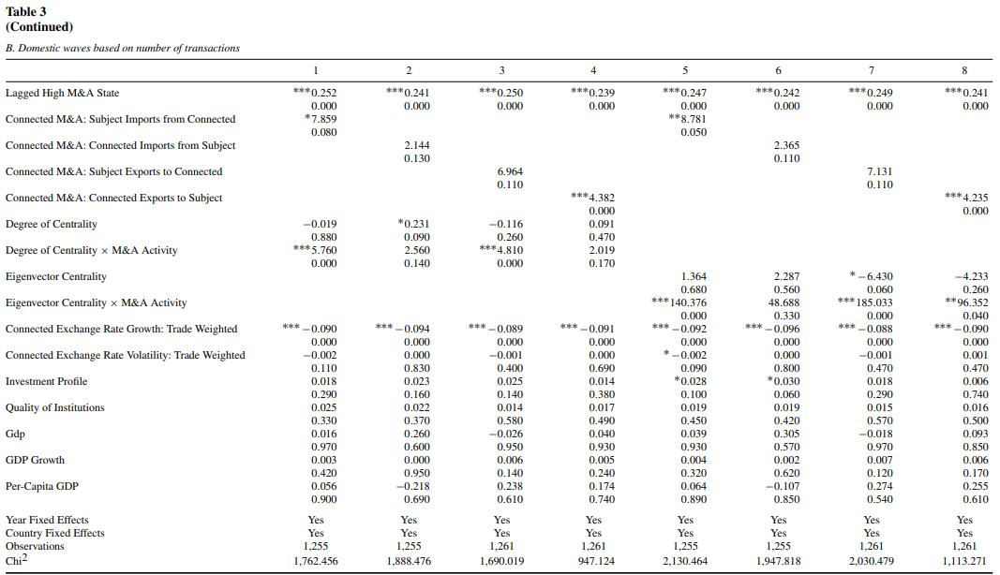 Table 3
(Continued)
B. Domestic waves based on number of transactions
1 2 3 4 5 6 7 8
Lagged High M&A State ***0.252 ***0.241 ***0.250 ***0.239 ***0.247 ***0.242 ***0.249 ***0.241
0.000 0.000 0.000 0.000 0.000 0.000 0.000 0.000
Connected M&A: Subject Imports from Connected *7.859 **8.781
0.080 0.050
Connected M&A: Connected Imports from Subject 2.144 2.365
0.130 0.110
Connected M&A: Subject Exports to Connected 6.964 7.131
0.110 0.110
Connected M&A: Connected Exports to Subject ***4.382 ***4.235
0.000 0.000
Degree of Centrality −0.019 *0.231 −0.116 0.091
0.880 0.090 0.260 0.470
Degree of Centrality × M&A Activity ***5.760 2.560 ***4.810 2.019
0.000 0.140 0.000 0.170
Eigenvector Centrality 1.364 2.287 *−6.430 −4.233
0.680 0.560 0.060 0.260
Eigenvector Centrality × M&A Activity ***140.376 48.688 ***185.033 **96.352
0.000 0.330 0.000 0.040
Connected Exchange Rate Growth: Trade Weighted ***−0.090 ***−0.094 ***−0.089 ***−0.091 ***−0.092 ***−0.096 ***−0.088 ***−0.090
0.000 0.000 0.000 0.000 0.000 0.000 0.000 0.000
Connected Exchange Rate Volatility: Trade Weighted −0.002 0.000 −0.001 0.000 *−0.002 0.000 −0.001 0.001
0.110 0.830 0.400 0.690 0.090 0.800 0.470 0.470
Investment Profile 0.018 0.023 0.025 0.014 *0.028 *0.030 0.018 0.006
0.290 0.160 0.140 0.380 0.100 0.060 0.290 0.740
Quality of Institutions 0.025 0.022 0.014 0.017 0.019 0.019 0.015 0.016
0.330 0.370 0.580 0.490 0.450 0.420 0.570 0.500
Gdp 0.016 0.260 −0.026 0.040 0.039 0.305 −0.018 0.093
0.970 0.600 0.950 0.930 0.930 0.570 0.970 0.850
GDP Growth 0.003 0.000 0.006 0.005 0.004 0.002 0.007 0.006
0.420 0.950 0.140 0.240 0.320 0.620 0.120 0.170
Per-Capita GDP 0.056 −0.218 0.238 0.174 0.064 −0.107 0.274 0.255
0.900 0.690 0.610 0.740 0.890 0.850 0.540 0.610
Year Fixed Effects Yes Yes Yes Yes Yes Yes Yes Yes
Country Fixed Effects Yes Yes Yes Yes Yes Yes Yes Yes
Observations 1,255 1,255 1,261 1,261 1,255 1,255 1,261 1,261
Chi2 1,762.456 1,888.476 1,690.019 947.124 2,130.464 1,947.818 2,030.479 1,113.271